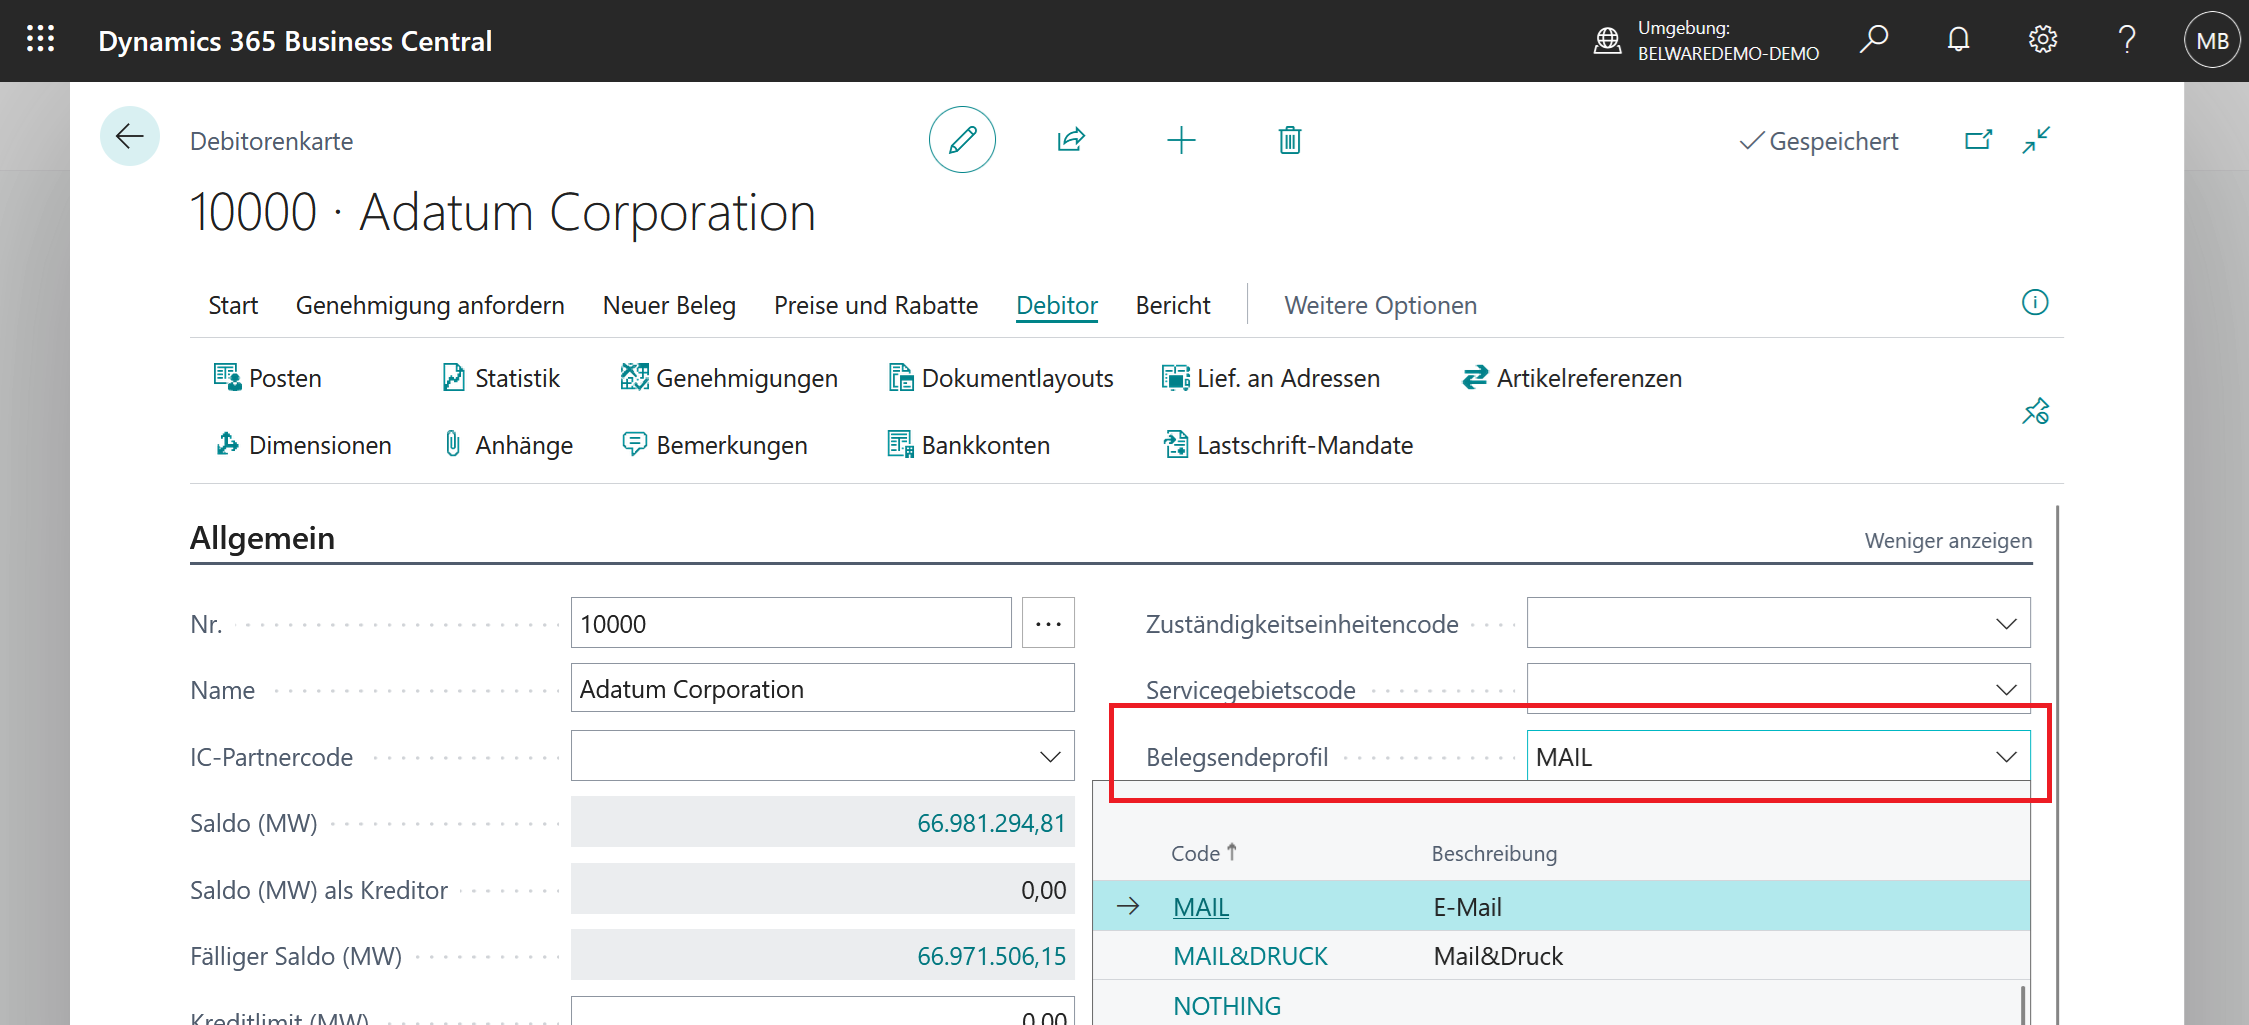 Dynamics 365 Business Central
Umgebung:
BELWAREDEMO-DEMO
MB
Debitorenkarte
Gespeichert
10000 · Adatum Corporation
Start Genehmigung anfordern Neuer Beleg Preise und Rabatte Debitor Bericht Weitere Optionen
Posten Statistik Genehmigungen Dokumentlayouts Lief. an Adressen Artikelreferenzen
Dimensionen Anhänge Bemerkungen Bankkonten Lastschrift-Mandate
Allgemein Weniger anzeigen
Nr. 10000 Zuständigkeitseinheitencode
Name Adatum Corporation Servicegebietscode
IC-Partnercode Belegsendeprofil MAIL
Saldo (MW) 66.981.294,81
Code Beschreibung
Saldo (MW) als Kreditor 0,00 MAIL E-Mail
Fälliger Saldo (MW) 66.971.506,15 MAIL&DRUCK Mail&Druck
Kreditlimit (MW) 0,00 NOTHING